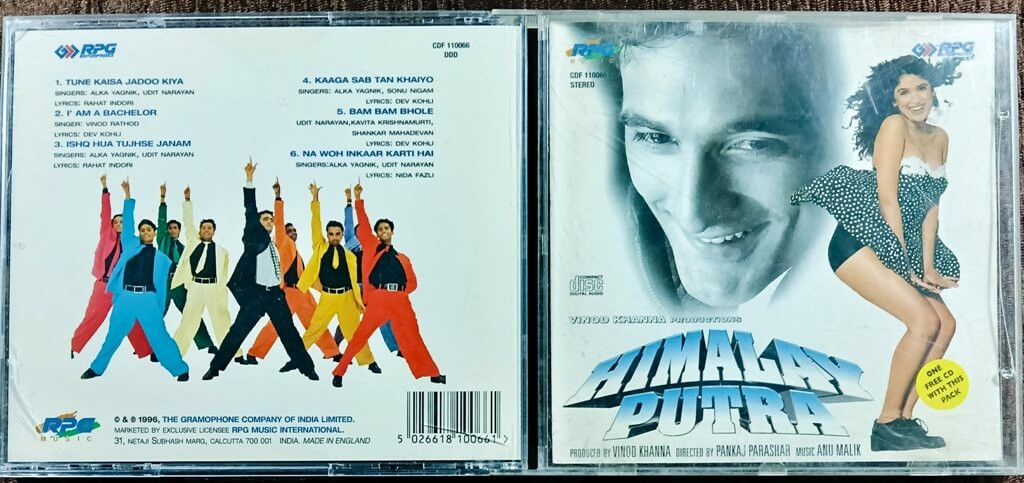 RPG
ENTERPRISES
CDF 110066
DDD
1. TUNE KAISA JADOO KIYA
SINGERS: ALKA YAGNIK, UDIT NARAYAN
LYRICS: RAHAT INDORI
2. I' AM A BACHELOR
SINGER: VINOD RATHOD
LYRICS: DEV KOHLI
3. ISHQ HUA TUJHSE JANAM
SINGERS: ALKA YAGNIK, UDIT NARAYAN
LYRICS: RAHAT INDORI
4. KAAGA SAB TAN KHAIYO
SINGERS: ALKA YAGNIK, SONU NIGAM
LYRICS: DEV KOHLI
5. BAM BAM BHOLE
UDIT NARAYAN,KAVITA KRISHNAMURTI,
SHANKAR MAHADEVAN
LYRICS: DEV KOHLI
6. NA WOH INKAAR KARTI HAI
SINGERS:ALKA YAGNIK, UDIT NARAYAN
LYRICS: NIDA FAZLI
RPG
MUSIC
© & ℗ 1996, THE GRAMOPHONE COMPANY OF INDIA LIMITED.
MARKETED BY EXCLUSIVE LICENSEE RPG MUSIC INTERNATIONAL.
31, NETAJI SUBHASH MARG, CALCUTTA 700 001 INDIA. MADE IN ENGLAND
5 026618 100661 >
RPG
MUSIC
CDF 110066
STEREO
RPG
ENTERPRISES
COMPACT
disc
DIGITAL AUDIO
VINOD KHANNA PRODUCTIONS
HIMALAY
PUTRA
ONE
FREE CD
WITH THIS
PACK
PRODUCED BY VINOD KHANNA DIRECTED BY PANKAJ PARASHAR MUSIC ANU MALIK